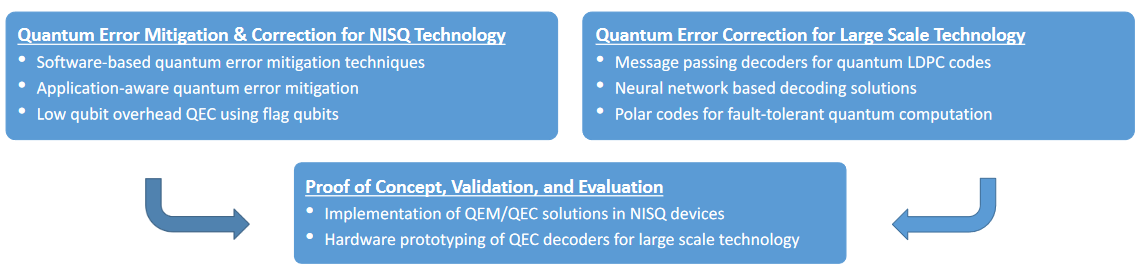 Quantum Error Mitigation & Correction for NISQ Technology
• Software-based quantum error mitigation techniques
• Application-aware quantum error mitigation
• Low qubit overhead QEC using flag qubits
Quantum Error Correction for Large Scale Technology
• Message passing decoders for quantum LDPC codes
• Neural network based decoding solutions
• Polar codes for fault-tolerant quantum computation
Proof of Concept, Validation, and Evaluation
• Implementation of QEM/QEC solutions in NISQ devices
• Hardware prototyping of QEC decoders for large scale technology